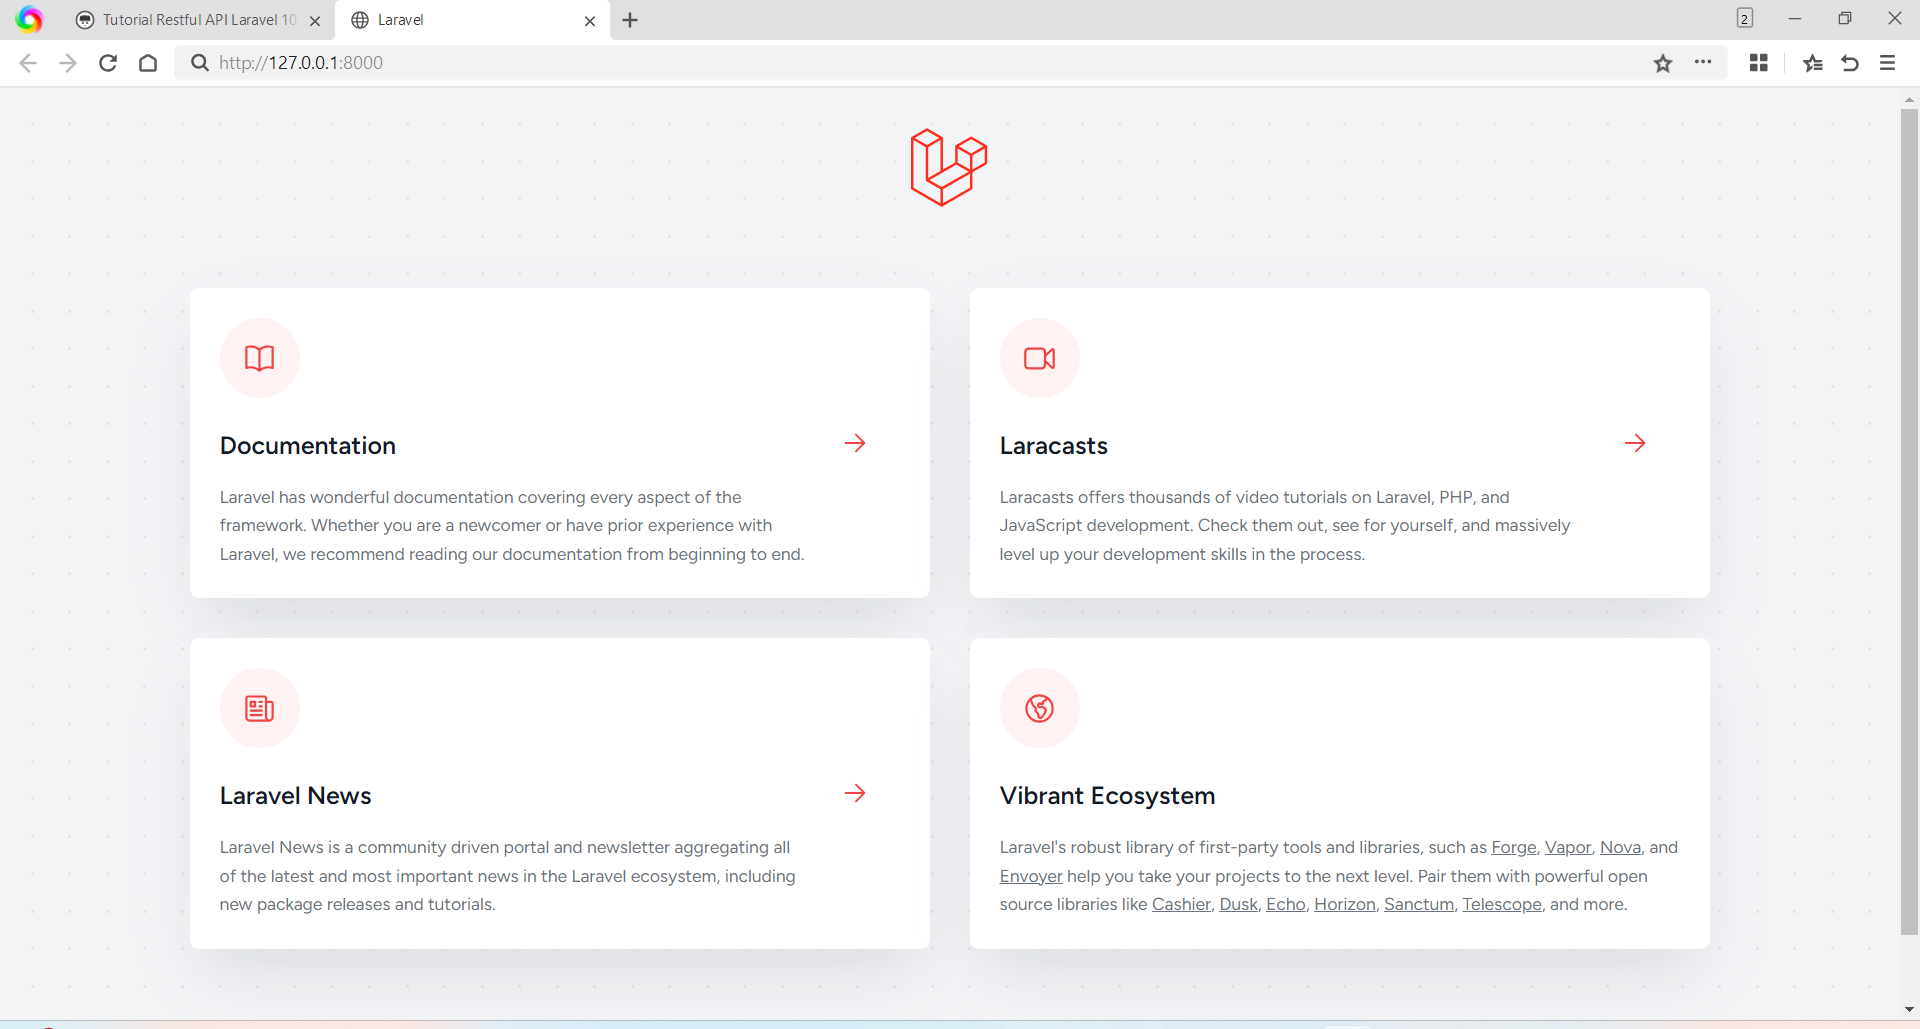 Tutorial Restful API Laravel 10
Laravel
2
http://127.0.0.1:8000
Documentation
Laravel has wonderful documentation covering every aspect of the
framework. Whether you are a newcomer or have prior experience with
Laravel, we recommend reading our documentation from beginning to end.
Laracasts
Laracasts offers thousands of video tutorials on Laravel, PHP, and
JavaScript development. Check them out, see for yourself, and massively
level up your development skills in the process.
Laravel News
Laravel News is a community driven portal and newsletter aggregating all
of the latest and most important news in the Laravel ecosystem, including
new package releases and tutorials.
Vibrant Ecosystem
Laravel's robust library of first-party tools and libraries, such as Forge, Vapor, Nova, and
Envoyer help you take your projects to the next level. Pair them with powerful open
source libraries like Cashier, Dusk, Echo, Horizon, Sanctum, Telescope, and more.